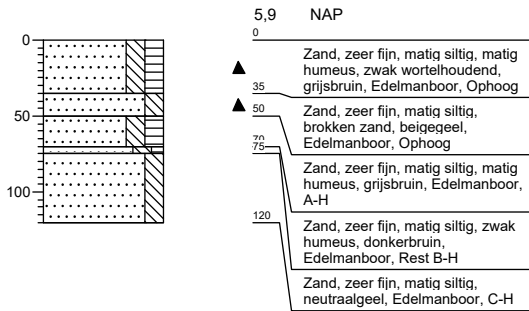 5,9 NAP
0
0
Zand, zeer fijn, matig siltig, matig
humeus, zwak wortelhoudend,
grijsbruin, Edelmanboor, Ophoog
35
Zand, zeer fijn, matig siltig,
brokken zand, beigegeel,
Edelmanboor, Ophoog
50
50
Zand, zeer fijn, matig siltig, matig
humeus, grijsbruin, Edelmanboor,
A-H
70
75
Zand, zeer fijn, matig siltig, zwak
humeus, donkerbruin,
Edelmanboor, Rest B-H
100
120
Zand, zeer fijn, matig siltig,
neutraalgeel, Edelmanboor, C-H